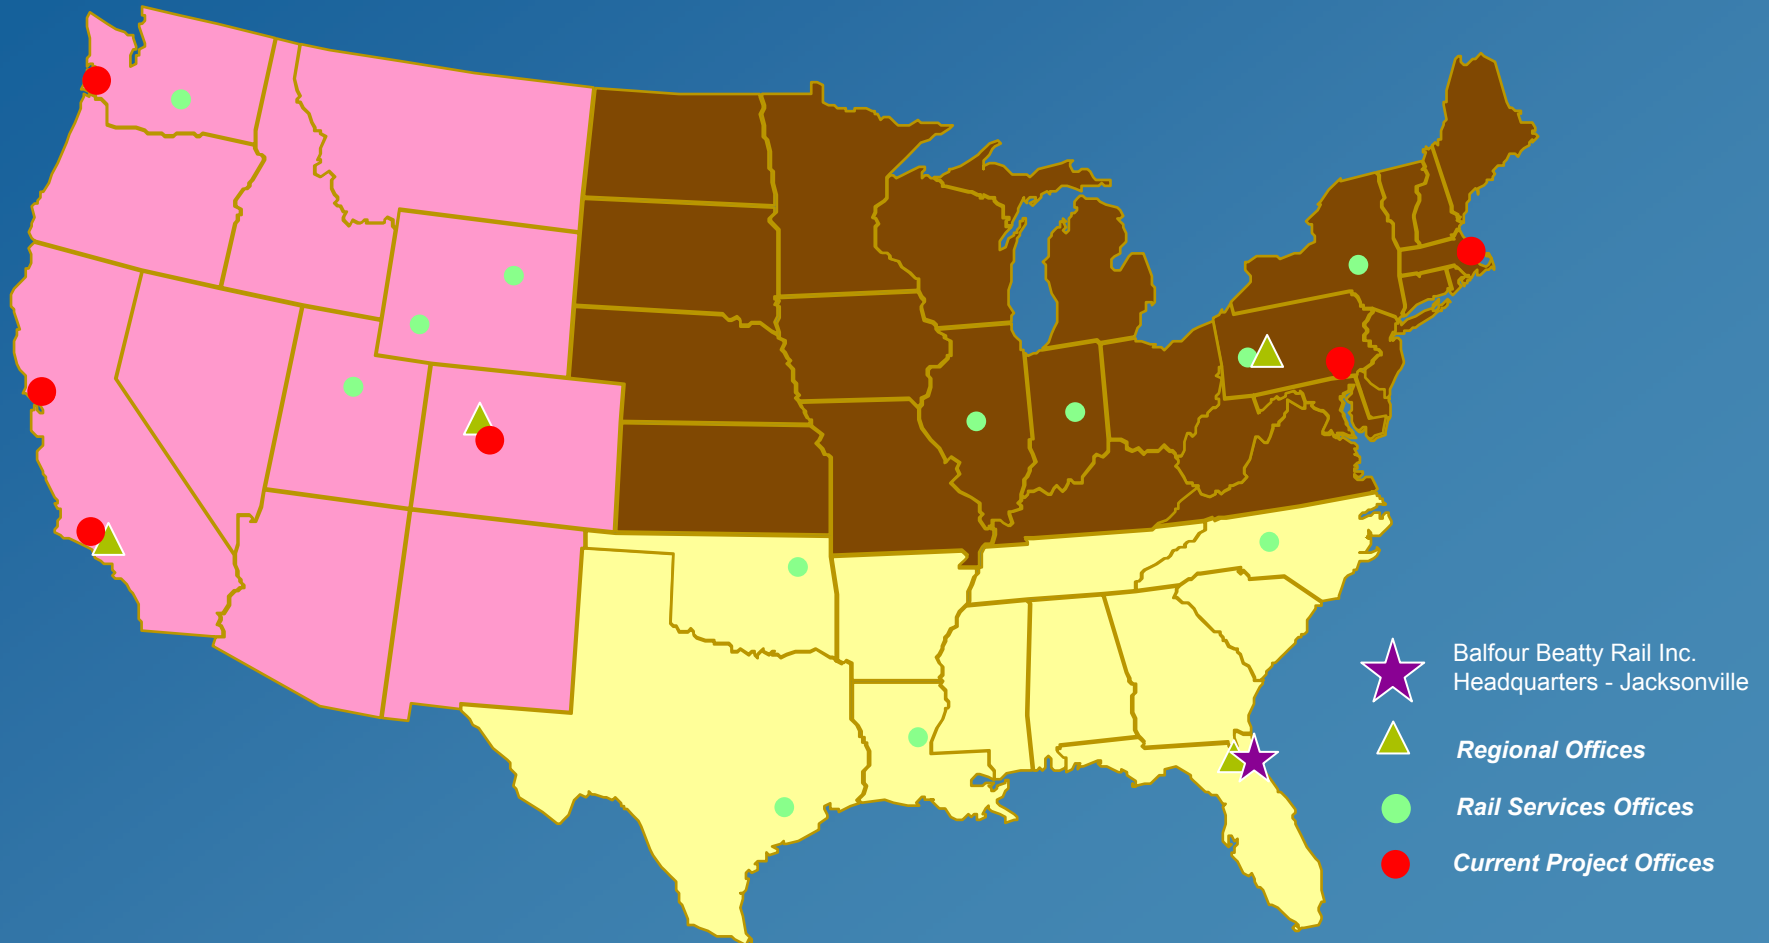 Balfour Beatty Rail Inc.
Headquarters - Jacksonville
Regional Offices
Rail Services Offices
Current Project Offices